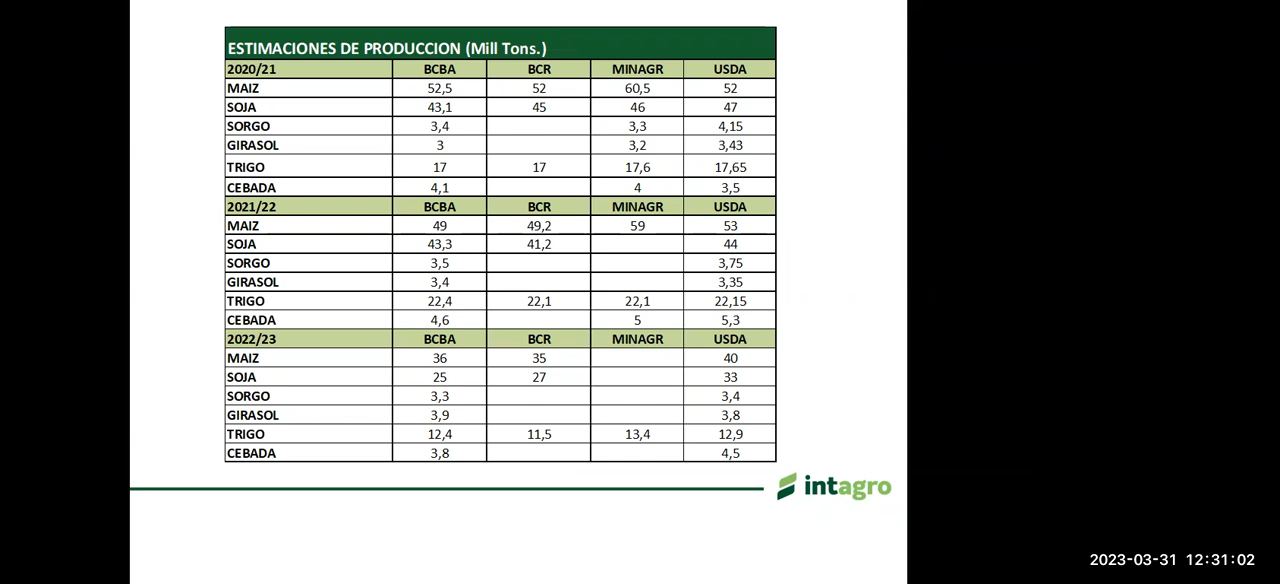 ESTIMACIONES DE PRODUCCION (Mill Tons.)
2020/21 BCBA BCR MINAGR USDA
MAIZ 52,5 52 60,5 52
SOJA 43,1 45 46 47
SORGO 3,4 3,3 4,15
GIRASOL 3 3,2 3,43
TRIGO 17 17 17,6 17,65
CEBADA 4,1 4 3,5
2021/22 BCBA BCR MINAGR USDA
MAIZ 49 49,2 59 53
SOJA 43,3 41,2 44
SORGO 3,5 3,75
GIRASOL 3,4 3,35
TRIGO 22,4 22,1 22,1 22,15
CEBADA 4,6 5 5,3
2022/23 BCBA BCR MINAGR USDA
MAIZ 36 35 40
SOJA 25 27 33
SORGO 3,3 3,4
GIRASOL 3,9 3,8
TRIGO 12,4 11,5 13,4 12,9
CEBADA 3,8 4,5
intagro
2023-03-31 12:31:02